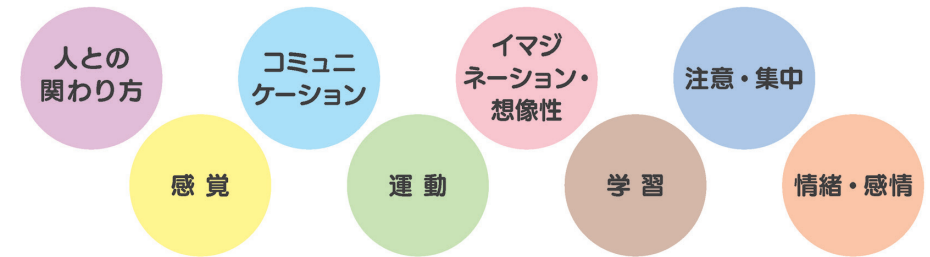 人との
関わり方
コミュニ
ケーション
イマジ
ネーション・
想像性
注意・集中
感覚
運動
学習
情緒・感情